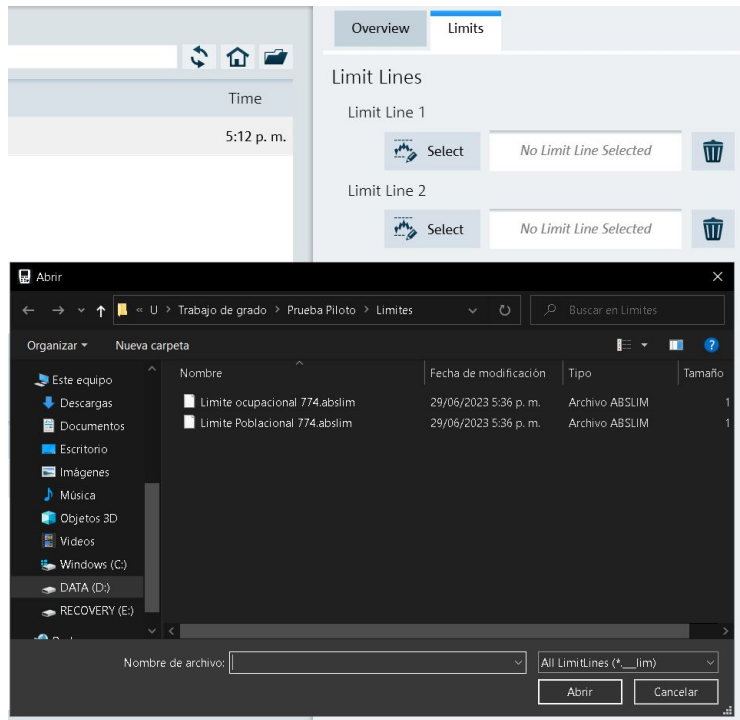 Overview Limits
Limit Lines
Time
Limit Line 1
5:12 p. m.
Select No Limit Line Selected
Limit Line 2
Select No Limit Line Selected
Abrir
« U > Trabajo de grado > Prueba Piloto > Limites
Buscar en Limites
Organizar Nueva carpeta
Nombre Fecha de modificación Tipo Tamaño
Limite ocupacional 774.abslim 29/06/2023 5:36 p. m. Archivo ABSLIM 1
Limite Poblacional 774.abslim 29/06/2023 5:36 p. m. Archivo ABSLIM 1
Este equipo
Descargas
Documentos
Escritorio
Imágenes
Música
Objetos 3D
Videos
Windows (C:)
DATA (D:)
RECOVERY (E:)
Nombre de archivo: All LimitLines (*.__lim)
Abrir Cancelar